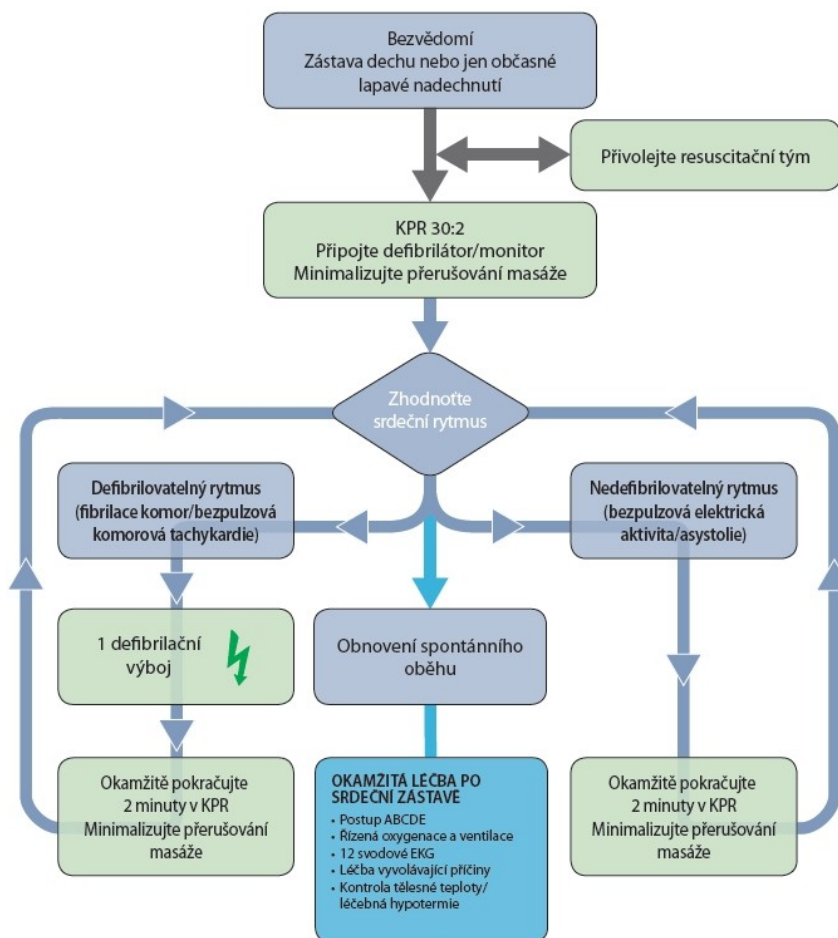 Bezvědomí
Zástava dechu nebo jen občasné
lapavé nadechnutí
Přivolejte resuscitační tým
KPR 30:2
Připojte defibrilátor/monitor
Minimalizujte přerušování masáže
Zhodnoťte
srdeční rytmus
Defibrilovatelný rytmus
(fibrilace komor/bezpulzová
komorová tachykardie)
Nedefibrilovatelný rytmus
(bezpulzová elektrická
aktivita/asystolie)
1 defibrilační
výboj
Obnovení spontánního
oběhu
Okamžitě pokračujte
2 minuty v KPR
Minimalizujte přerušování
masáže
OKAMŽITÁ LÉČBA PO
SRDEČNÍ ZÁSTAVĚ
• Postup ABCDE
• Řízená oxygenace a ventilace
• 12 svodové EKG
• Léčba vyvolávající příčiny
• Kontrola tělesné teploty/
léčebná hypotermie
Okamžitě pokračujte
2 minuty v KPR
Minimalizujte přerušování
masáže